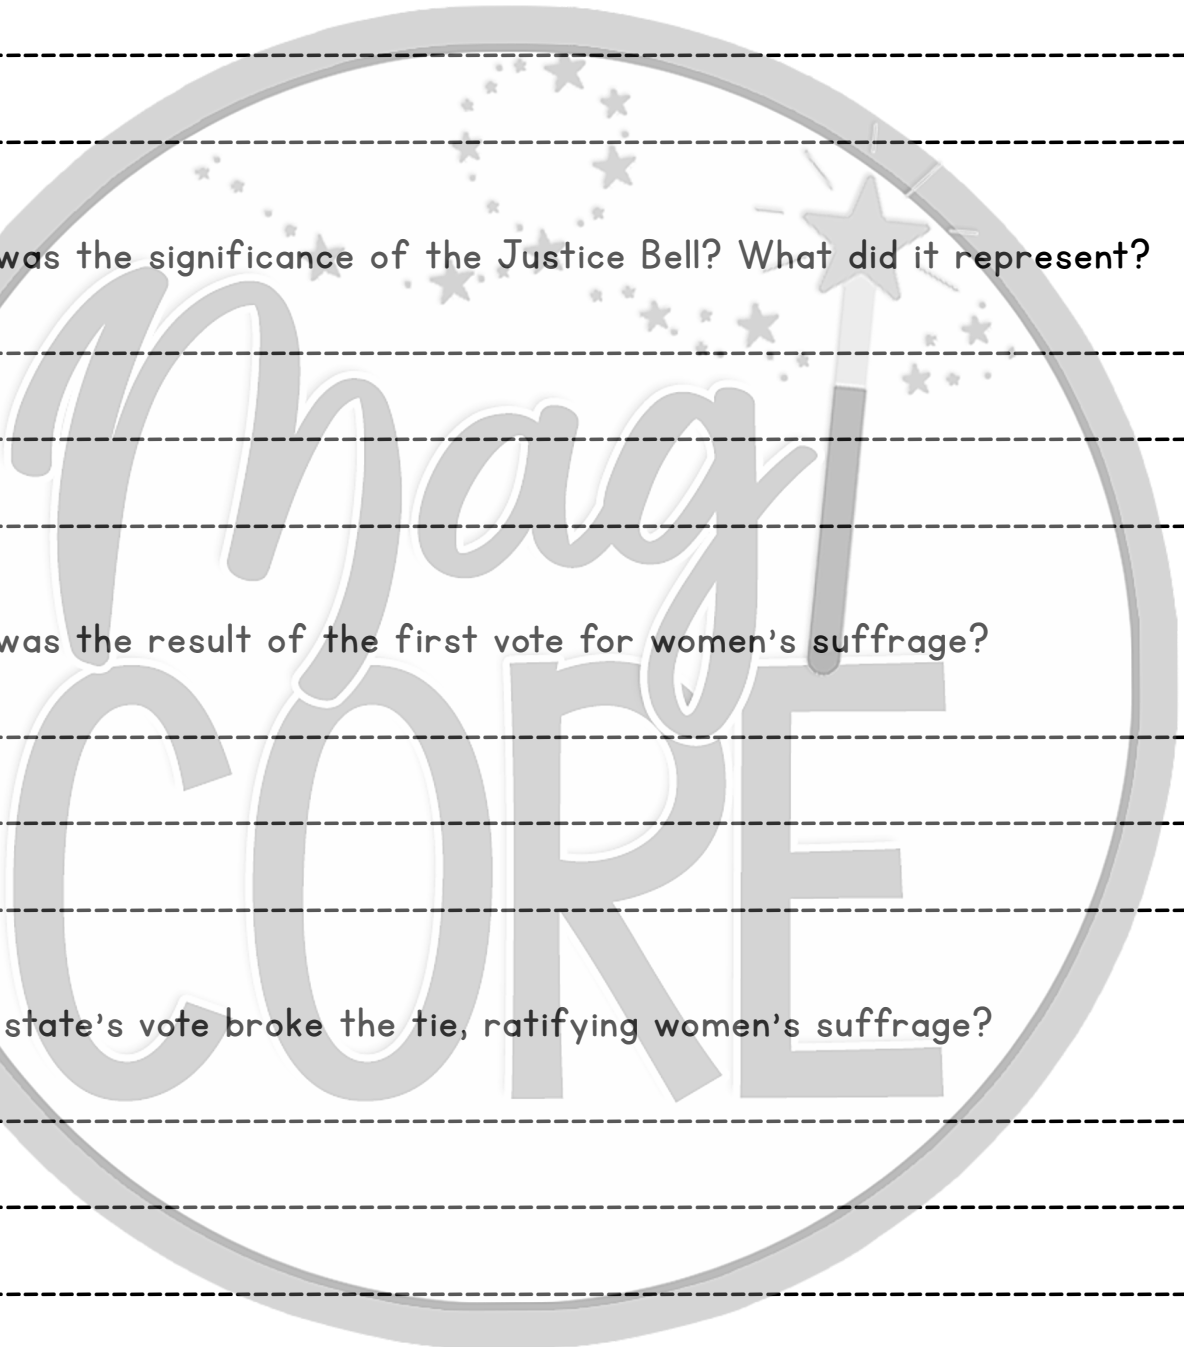 was the significance of the Justice Bell? What did it represent?
Mag
CORE
was the result of the first vote for women's suffrage?
state's vote broke the tie, ratifying women's suffrage?